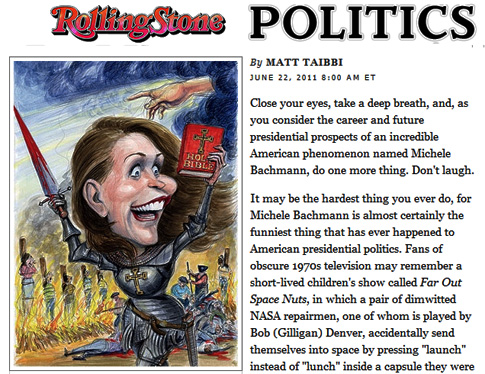 RollingStone POLITICS
HOLY
BIBLE
By MATT TAIBBI
JUNE 22, 2011 8:00 AM ET
Close your eyes, take a deep breath, and, as
you consider the career and future
presidential prospects of an incredible
American phenomenon named Michele
Bachmann, do one more thing. Don't laugh.
It may be the hardest thing you ever do, for
Michele Bachmann is almost certainly the
funniest thing that has ever happened to
American presidential politics. Fans of
obscure 1970s television may remember a
short-lived children's show called Far Out
Space Nuts, in which a pair of dimwitted
NASA repairmen, one of whom is played by
Bob (Gilligan) Denver, accidentally send
themselves into space by pressing "launch"
instead of "lunch" inside a capsule they were